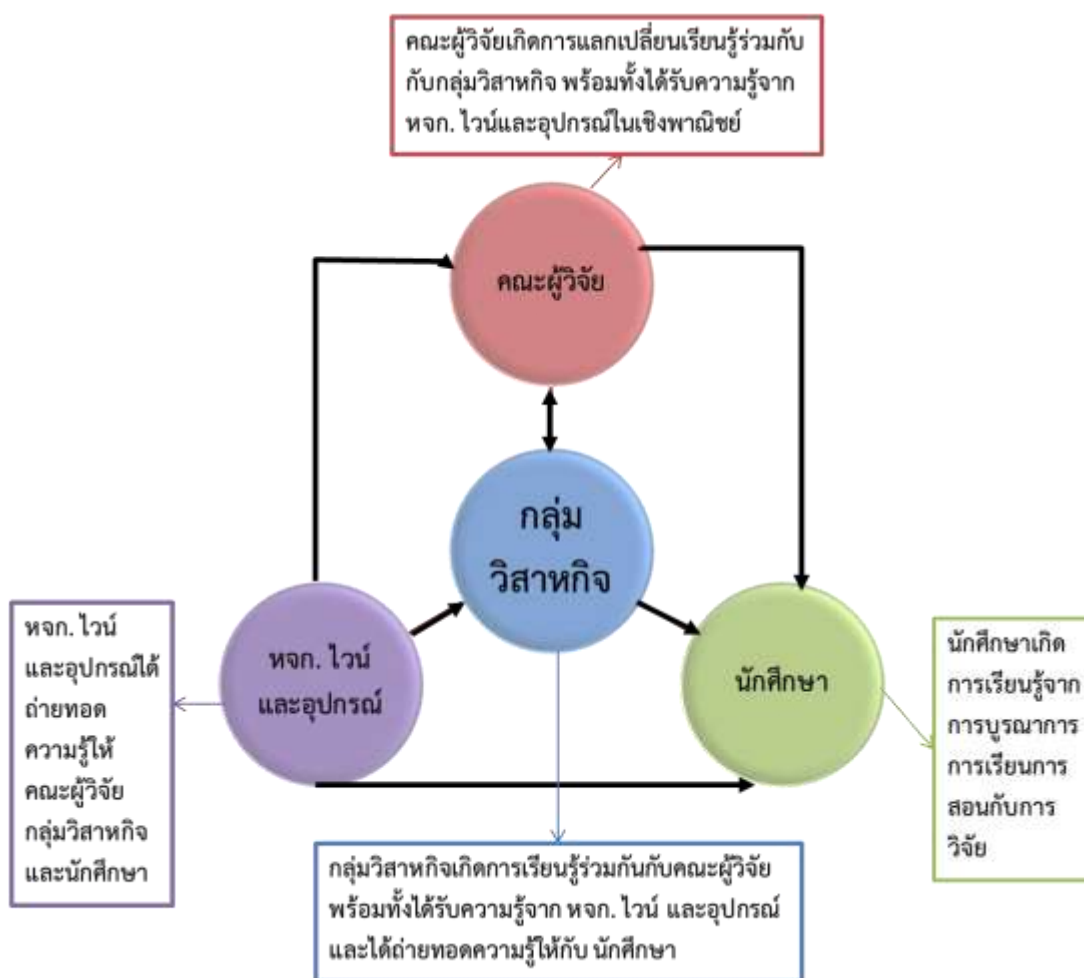 คณะผู้วิจัยเกิดการแลกเปลี่ยนเรียนรู้ร่วมกับ
กับกลุ่มวิสาหกิจ พร้อมทั้งได้รับความรู้จาก
หจก. ไวน์และอุปกรณ์ในเชิงพาณิชย์
คณะผู้วิจัย
กลุ่ม
วิสาหกิจ
หจก. ไวน์
และอุปกรณ์
นักศึกษา
หจก. ไวน์
และอุปกรณ์ได้
ถ่ายทอด
ความรู้ให้
คณะผู้วิจัย
กลุ่มวิสาหกิจ
และนักศึกษา
นักศึกษาเกิด
การเรียนรู้จาก
การบูรณาการ
การเรียนการ
สอนกับการ
วิจัย
กลุ่มวิสาหกิจเกิดการเรียนรู้ร่วมกันกับคณะผู้วิจัย
พร้อมทั้งได้รับความรู้จาก หจก. ไวน์ และอุปกรณ์
และได้ถ่ายทอดความรู้ให้กับ นักศึกษา